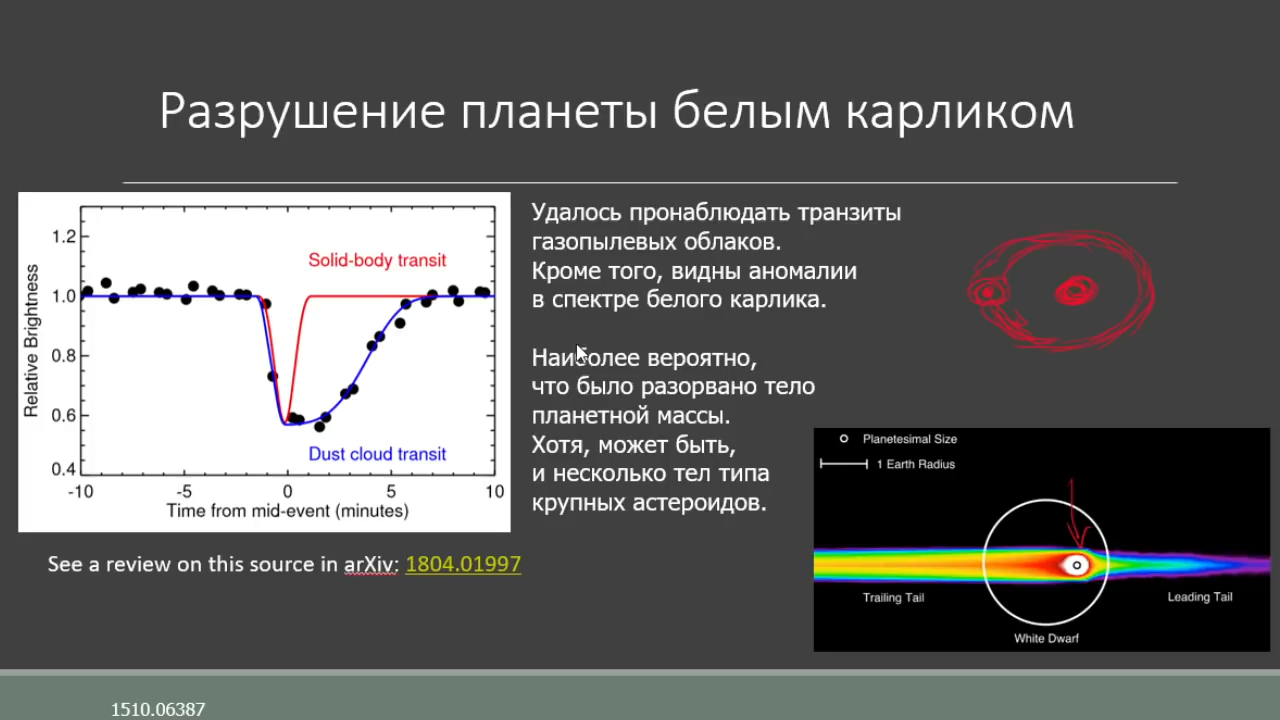 Разрушение планеты белым карликом
1.2
1.0
0.8
0.6
0.4
Relative Brightness
Solid-body transit
Dust cloud transit
-10
-5
0
5
10
Time from mid-event (minutes)
Удалось пронаблюдать транзиты
газопылевых облаков.
Кроме того, видны аномалии
в спектре белого карлика.
Наиболее вероятно,
что было разорвано тело
планетной массы.
Хотя, может быть,
и несколько тел типа
крупных астероидов.
Planetesimal Size
1 Earth Radius
Trailing Tail
Leading Tail
White Dwarf
See a review on this source in arXiv: 1804.01997
1510.06387